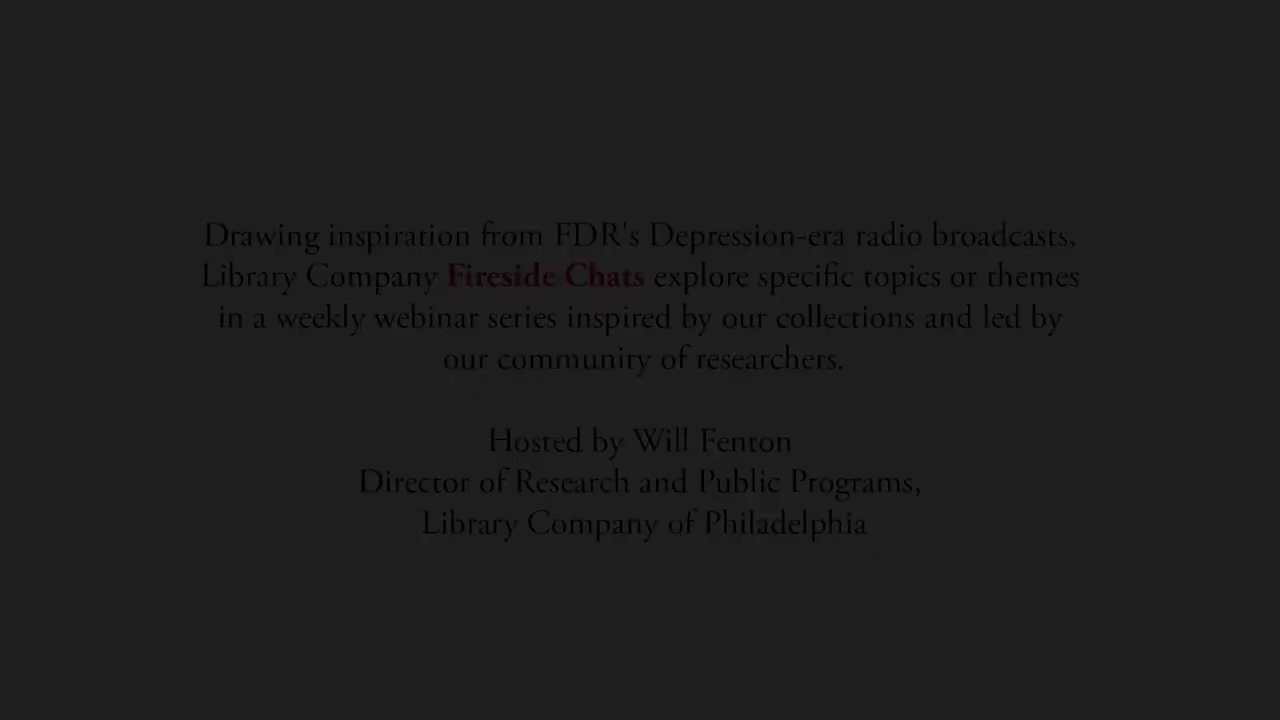 Drawing inspiration from FDR's Depression-era radio broadcasts,
Library Company Fireside Chats explore specific topics or themes
in a weekly webinar series inspired by our collections and led by
our community of researchers.
Hosted by Will Fenton
Director of Research and Public Programs,
Library Company of Philadelphia